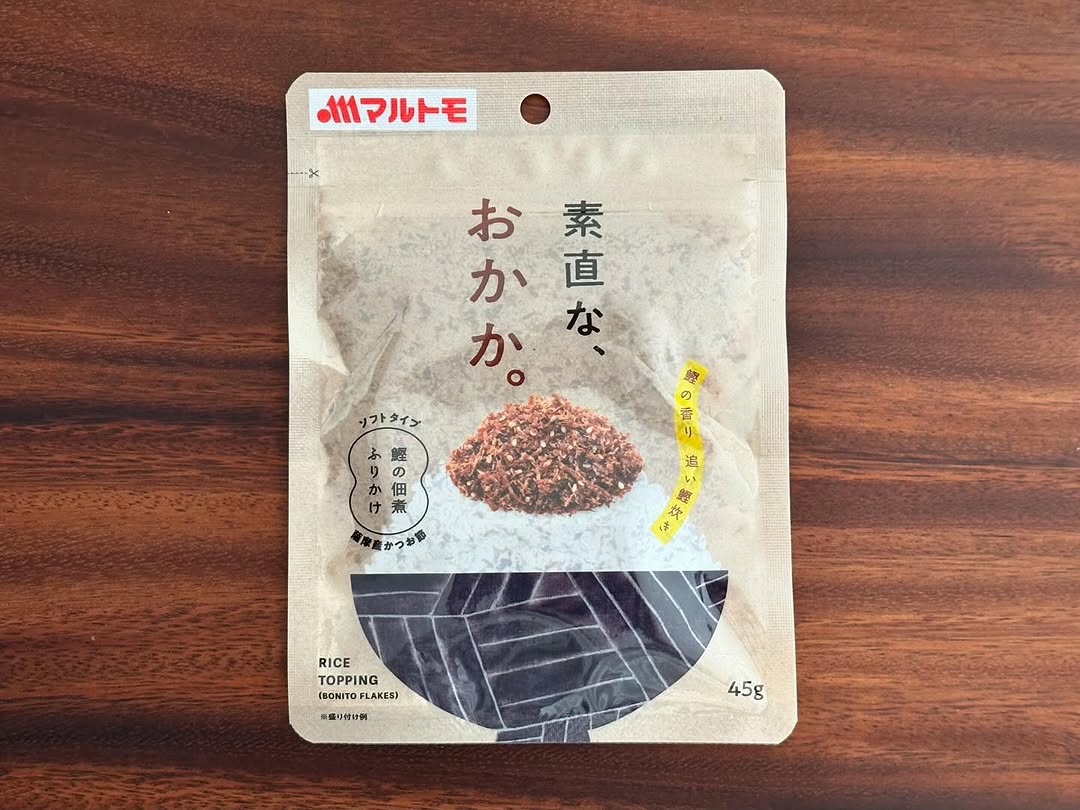 マルトモ
素直な、
おかか。
鰹の香り 追い鰹炊き
ソフトタイプ
鰹の佃煮
ふりかけ
薩摩産かつお節
RICE
TOPPING
(BONITO FLAKES)
※盛り付け例
45g